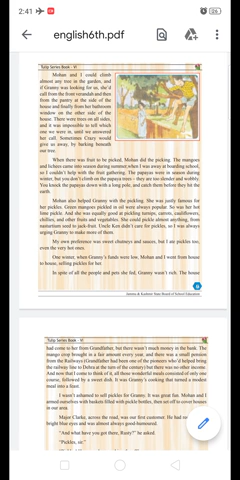 2:41
26
english6th.pdf
Tulip Series Book - VI
Mohan and I could climb
almost any tree in the garden, and
if Granny was looking for us, she'd
call from the front verandah and then
from the pantry at the side of the
house and finally from her bathroom
window on the other side of the
house. There were trees on all sides,
and it was impossible to tell which
one we were in, until we answered
her call. Sometimes Crazy would
give us away, by barking beneath
our tree.
When there was fruit to be picked, Mohan did the picking. The mangoes
and lichees came into season during summer, when I was away at boarding school,
so I couldn't help with the fruit gathering. The papayas were in season during
winter, but you don't climb on the papaya trees – they are too slender and wobbly.
You knock the papayas down with a long pole, and catch them before they hit the
earth.
Mohan also helped Granny with the pickling. She was justly famous for
her pickles. Green mangoes pickled in oil were always popular. So was her hot
lime pickle. And she was equally good at pickling turnips, carrots, cauliflowers,
chillies, and other fruits and vegetables. She could pickle almost anything, from
nasturtium seed to jack-fruit. Uncle Ken didn't care for pickles, so I was always
urging Granny to make more of them.
My own preference was sweet chutneys and sauces, but I ate pickles too,
even the very hot ones.
One winter, when Granny's funds were low, Mohan and I went from house
to house, selling pickles for her.
In spite of all the people and pets she fed, Granny wasn't rich. The house
Jammu & Kashmir State Board of School Education
Tulip Series Book - VI
had come to her from Grandfather, but there wasn't much money in the bank. The
mango crop brought in a fair amount every year, and there was a small pension
from the Railways (Grandfather had been one of the pioneers who'd helped bring
the railway line to Dehra at the turn of the century) but there was no other income.
And now that I come to think of it, all those wonderful meals consisted of only one
course, followed by a sweet dish. It was Granny's cooking that turned a modest
meal into a feast.
I wasn't ashamed to sell pickles for Granny. It was great fun. Mohan and I
armed ourselves with baskets filled with pickle bottles, then set off to cover houses
in our area.
Major Clarke, across the road, was our first customer. He had
bright blue eyes and was almost always good humoured.
"And what have you got there, Rusty?" he asked.
"Pickles, sir."